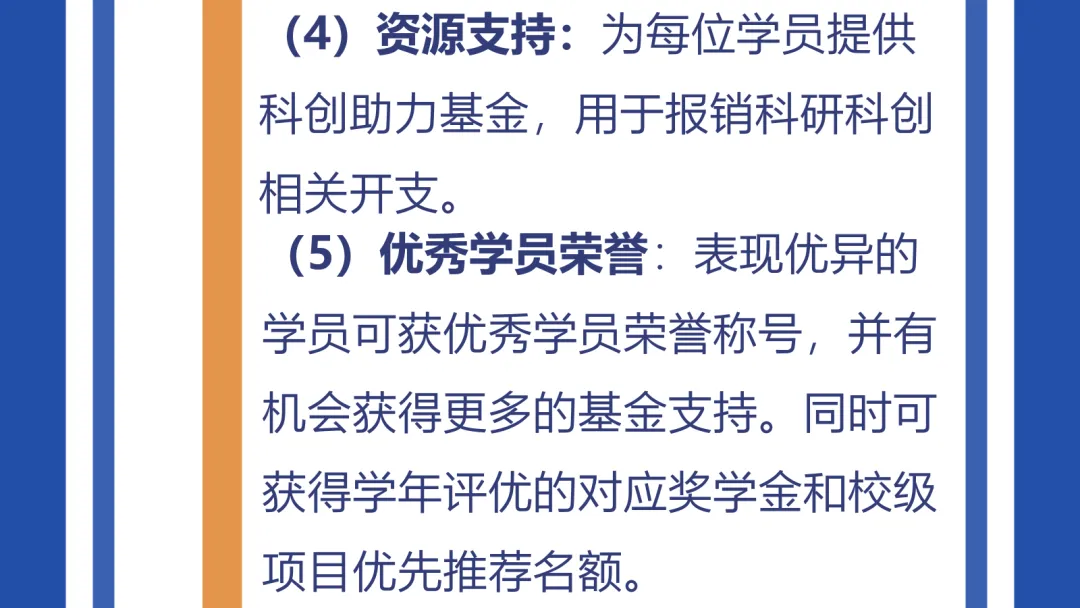 （4）资源支持：为每位学员提供
科创助力基金，用于报销科研科创
相关开支。
（5）优秀学员荣誉：表现优异的
学员可获优秀学员荣誉称号，并有
机会获得更多的基金支持。同时可
获得学年评优的对应奖学金和校级
项目优先推荐名额。